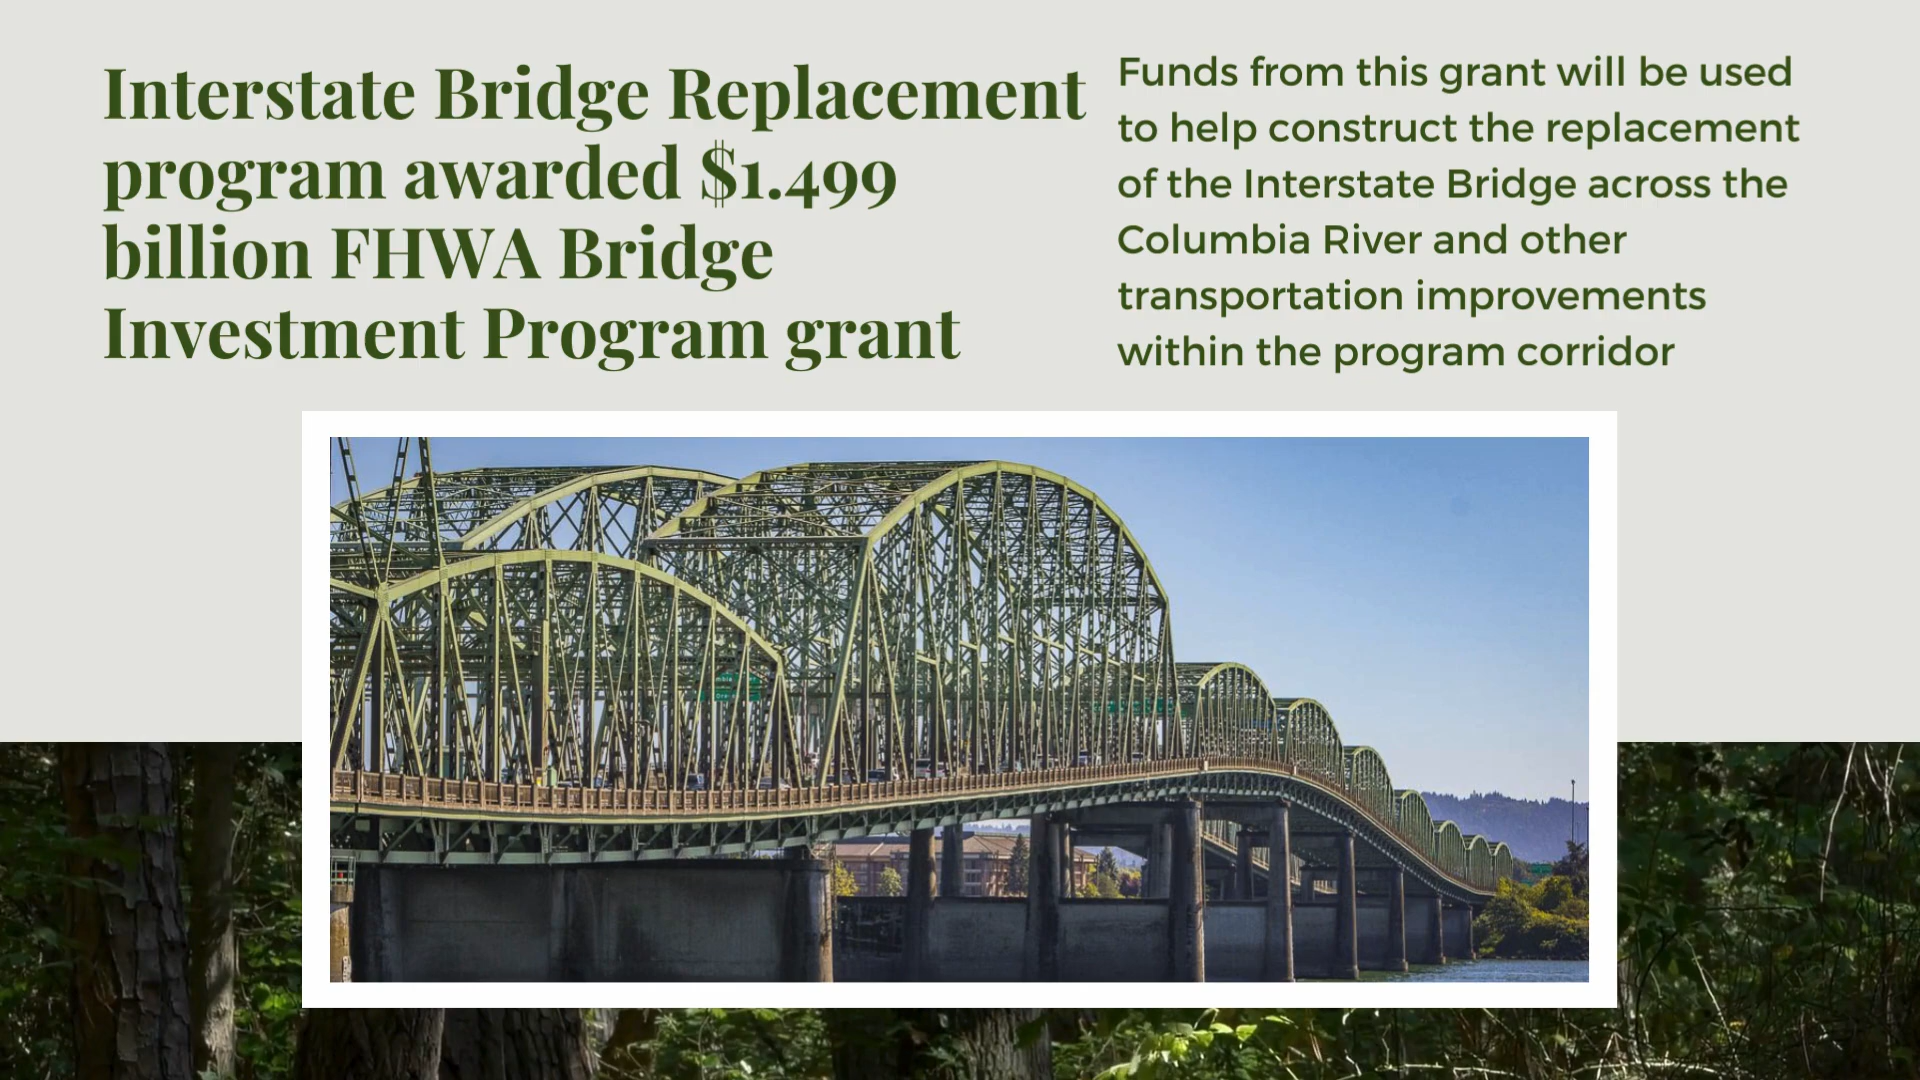 Interstate Bridge Replacement
program awarded $1.499
billion FHWA Bridge
Investment Program grant
Funds from this grant will be used
to help construct the replacement
of the Interstate Bridge across the
Columbia River and other
transportation improvements
within the program corridor